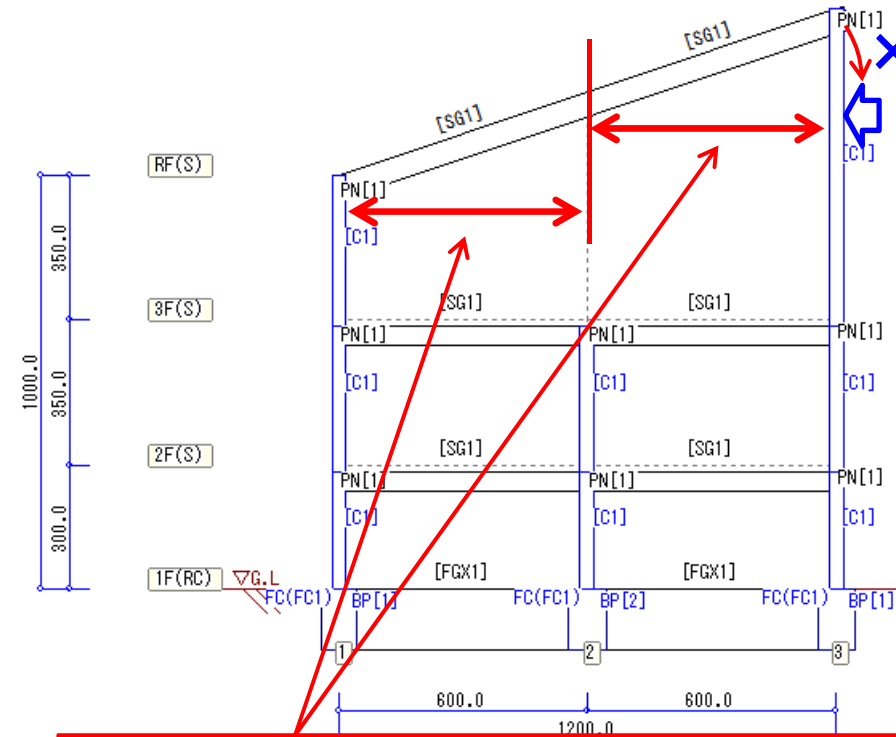 PN[1]
[SG1]
[SG1]
[C1]
RF(S)
PN[1]
[C1]
350.0
3F(S)
[SG1]
[SG1]
PN[1]
PN[1]
PN[1]
1000.0
350.0
[C1]
[C1]
[C1]
2F(S)
[SG1]
[SG1]
PN[1]
PN[1]
PN[1]
300.0
[C1]
[C1]
[C1]
1F(RC)
▽G.L
[FGX1]
[FGX1]
FC(FC1)
BP[1]
FC(FC1)
BP[2]
FC(FC1)
BP[1]
1
2
3
600.0
600.0
1200.0